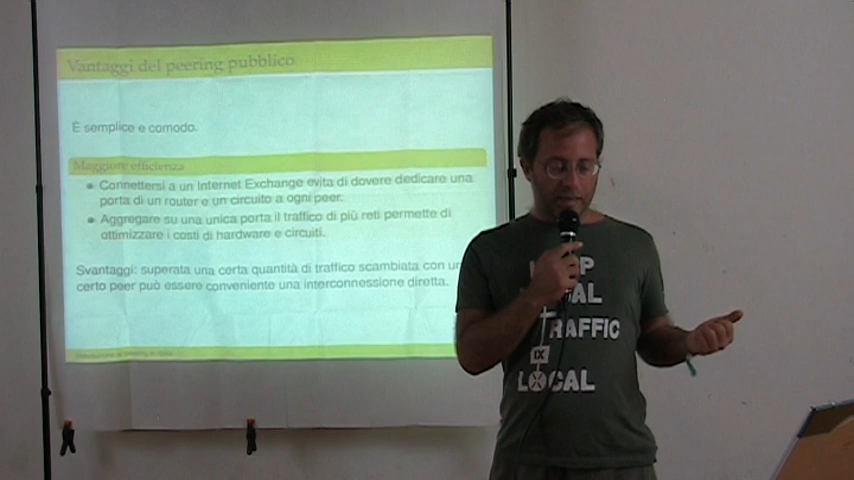 Vantaggi del peering pubblico
È semplice e comodo.
Maggiore efficienza
Connettersi a un Internet Exchange evita di dovere dedicare una
porta di un router e un circuito a ogni peer.
Aggregare su una unica porta il traffico di più reti permette di
ottimizzare i costi di hardware e circuiti.
Svantaggi: superata una certa quantità di traffico scambiata con un
certo peer può essere conveniente una interconnessione diretta.
TRAFFIC
IX
LOCAL